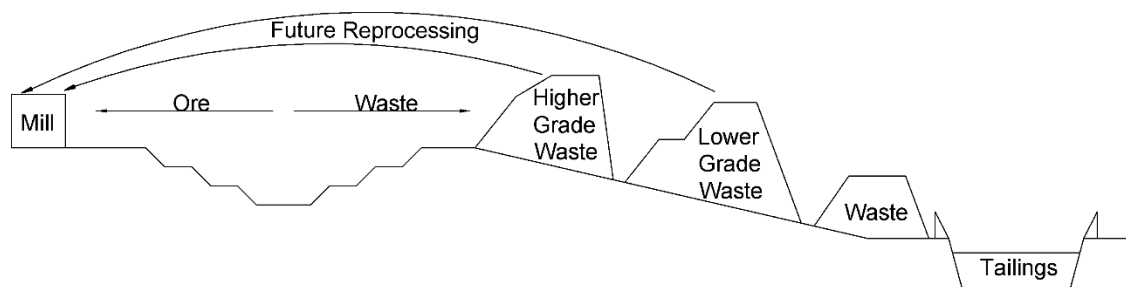 Future Reprocessing
Ore
Waste
Mill
Higher
Grade
Waste
Lower
Grade
Waste
Waste
Tailings